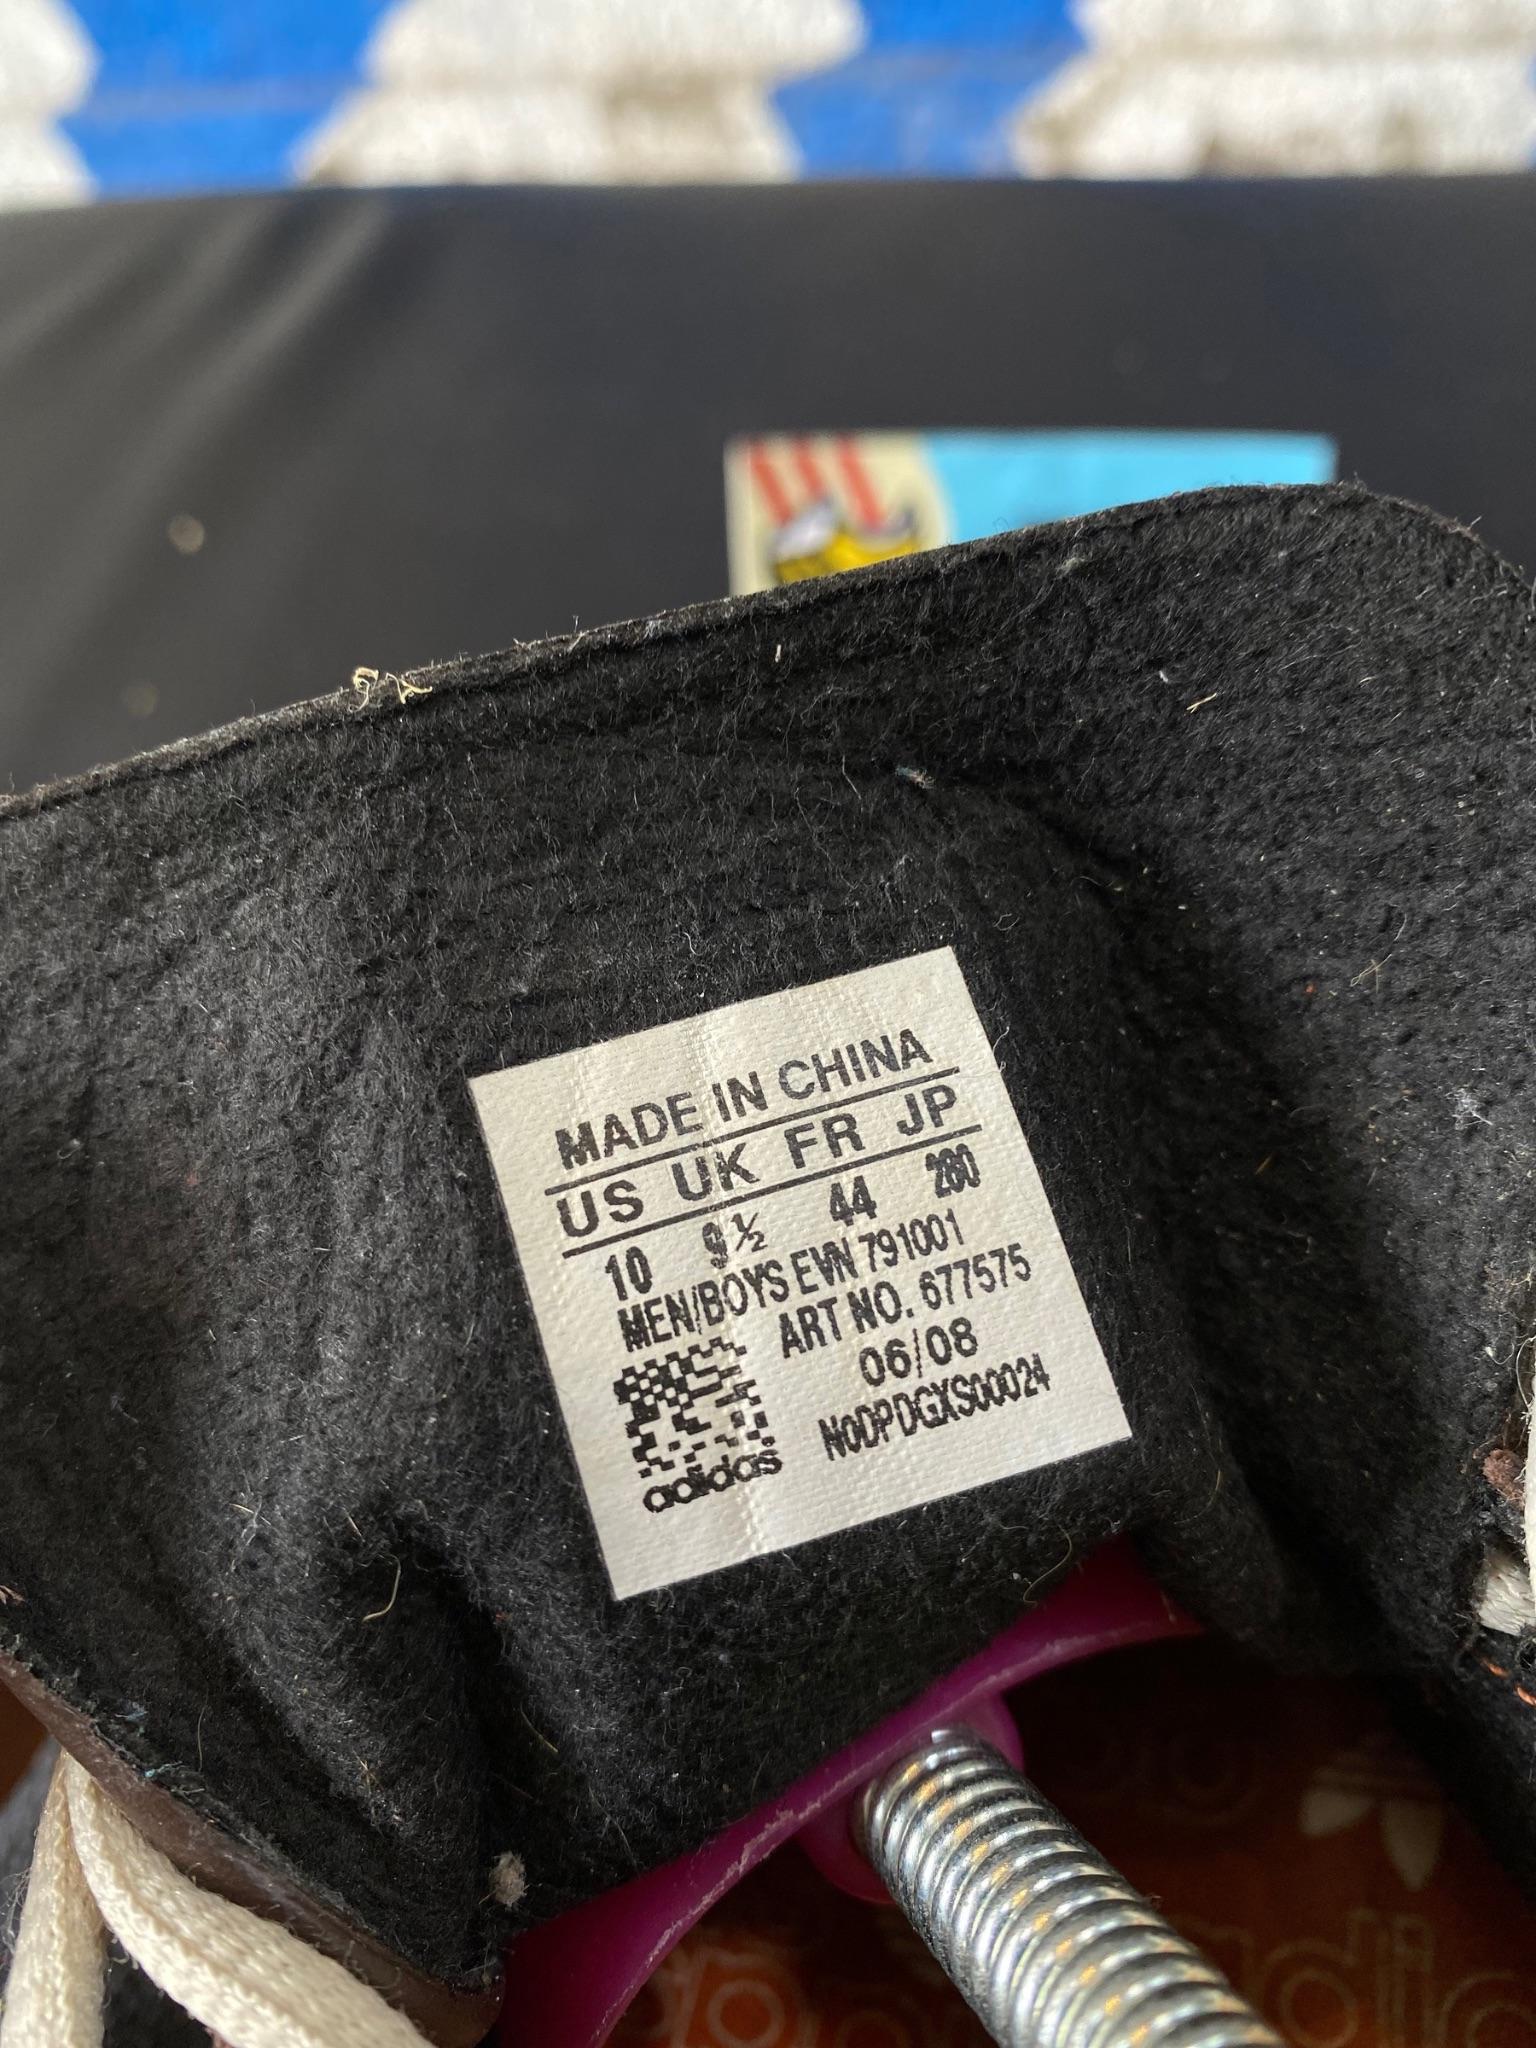 MADE IN CHINA
US UK FR JP
10 9½ 44 280
MEN/BOYS EVN 791001
ART NO. 677575
06/08
NoDPDGXS00024
adidas